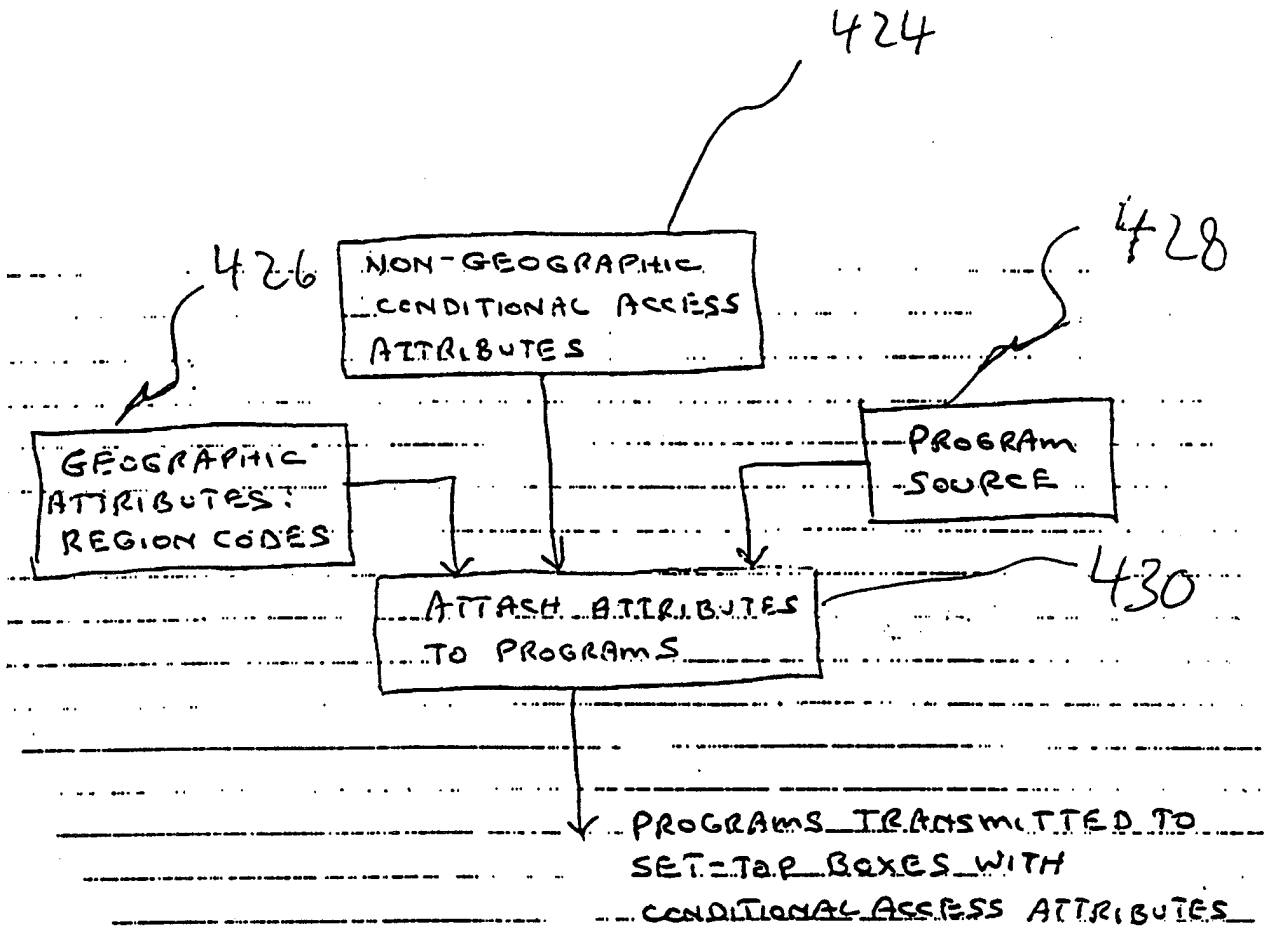 424
428
426
NON-GEOGRAPHIC
CONDITIONAL ACCESS
ATTRIBUTES
PROGRAM
SOURCE
GEOGRAPHIC
ATTRIBUTES:
REGION CODES
430
ATTACH ATTRIBUTES
TO PROGRAMS
PROGRAMS TRANSMITTED TO
SET-TOP BOXES WITH
CONDITIONAL ACCESS ATTRIBUTES